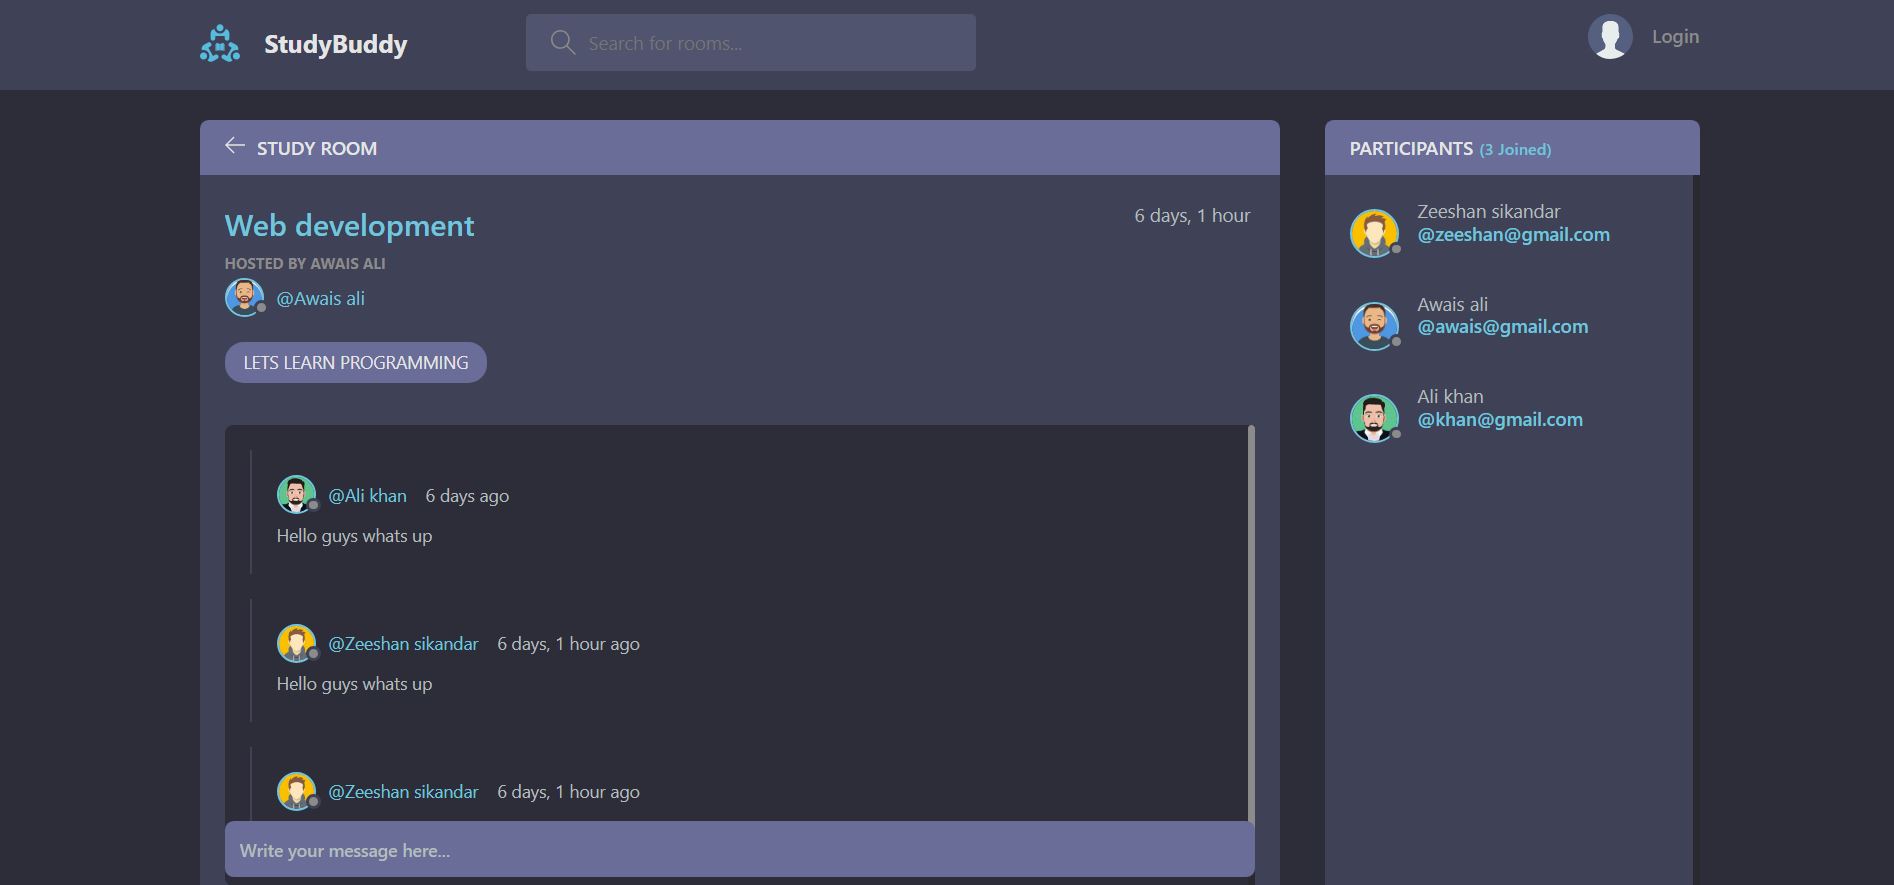 StudyBuddy
Search for rooms...
Login
STUDY ROOM
Web development
6 days, 1 hour
HOSTED BY AWAIS ALI
@Awais ali
LETS LEARN PROGRAMMING
@Ali khan 6 days ago
Hello guys whats up
@Zeeshan sikandar 6 days, 1 hour ago
Hello guys whats up
@Zeeshan sikandar 6 days, 1 hour ago
Write your message here...
PARTICIPANTS (3 Joined)
Zeeshan sikandar
@zeeshan@gmail.com
Awais ali
@awais@gmail.com
Ali khan
@khan@gmail.com